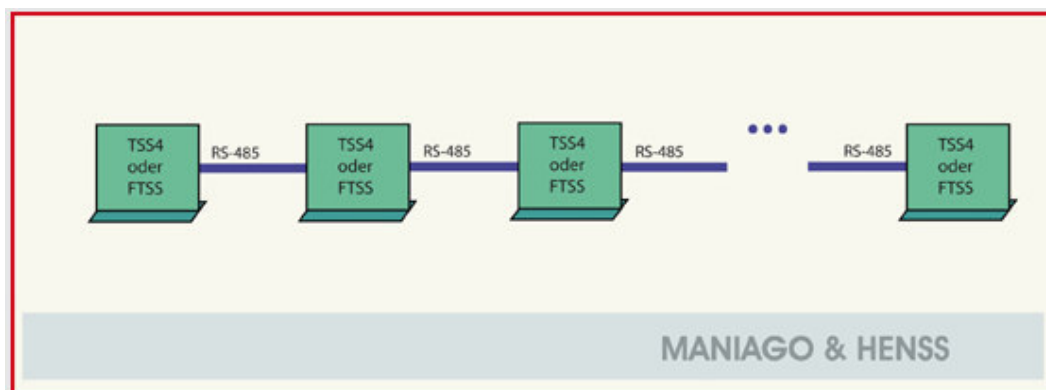 TSS4
oder
FTSS
RS-485
TSS4
oder
FTSS
RS-485
TSS4
oder
FTSS
RS-485
RS-485
TSS4
oder
FTSS
MANIAGO & HENSS